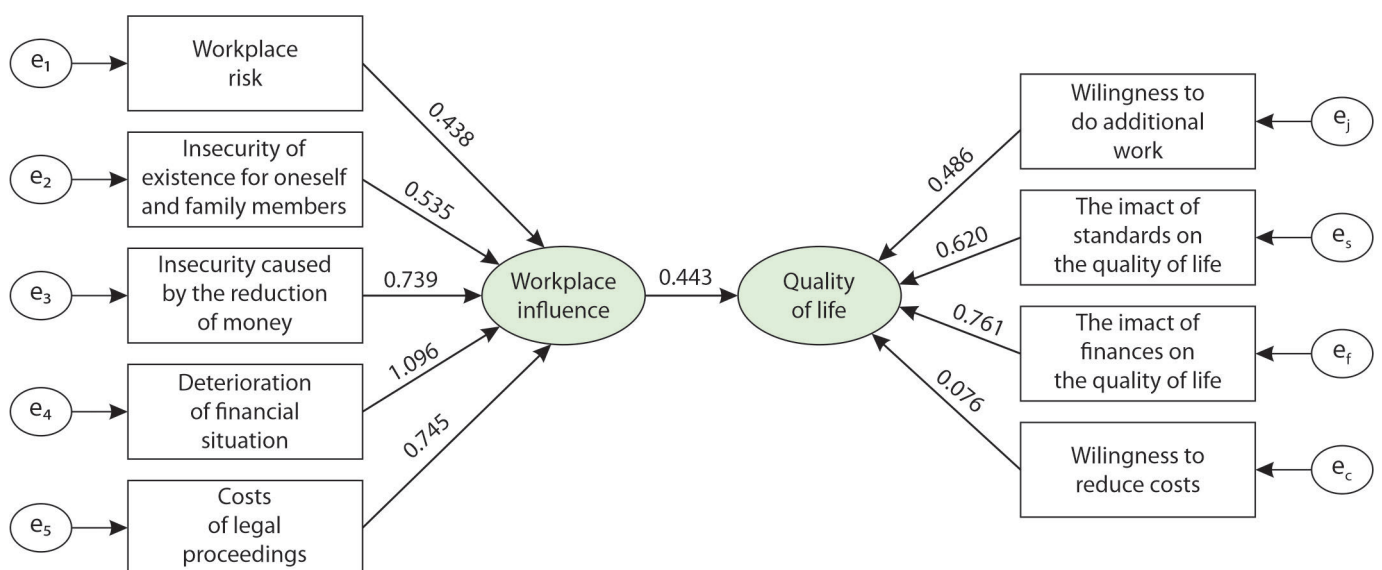 e₁
Workplace
risk
0.438
e₂
Insecurity of
existence for oneself
and family members
0.535
e₃
Insecurity caused
by the reduction
of money
0.739
e₄
Deterioration
of financial
situation
1.096
e₅
Costs
of legal
proceedings
0.745
Workplace
influence
0.443
Quality
of life
0.486
Wilingness to
do additional
work
eⱼ
0.620
The imact of
standards on
the quality of life
eₛ
0.761
The imact of
finances on
the quality of life
e_f
0.076
Wilingness to
reduce costs
e_c